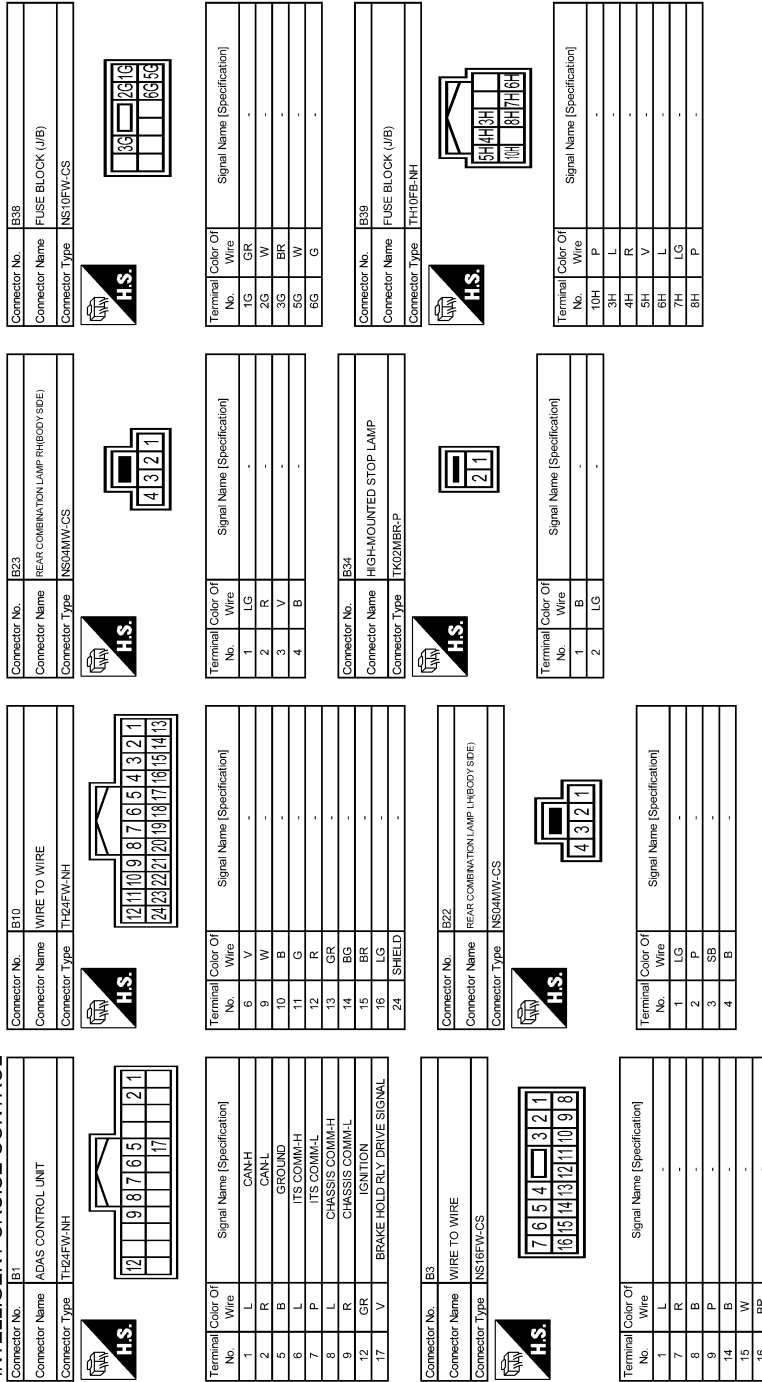 Connector No. B1
Connector Name ADAS CONTROL UNIT
Connector Type TH24FW-NH
H.S.
12 9 8 7 6 5 2 1
17
Terminal No. Color Of Wire Signal Name [Specification]
1 L CAN-H
2 R CAN-L
5 B GROUND
6 L ITS COMM-H
7 P ITS COMM-L
8 L CHASSIS COMM-H
9 R CHASSIS COMM-L
12 GR IGNITION
17 V BRAKE HOLD RLY DRIVE SIGNAL
Connector No. B3
Connector Name WIRE TO WIRE
Connector Type NS16FW-CS
H.S.
7 6 5 4 3 2 1
16 15 14 13 12 11 10 9 8
Terminal No. Color Of Wire Signal Name [Specification]
1 L -
7 R -
8 B -
9 P -
14 B -
15 W -
16 BR -
Connector No. B10
Connector Name WIRE TO WIRE
Connector Type TH24FW-NH
H.S.
12 11 10 9 8 7 6 5 4 3 2 1
24 23 22 21 20 19 18 17 16 15 14 13
Terminal No. Color Of Wire Signal Name [Specification]
6 V -
9 W -
10 B -
11 G -
12 R -
13 GR -
14 BG -
15 BR -
16 LG -
24 SHIELD -
Connector No. B22
Connector Name REAR COMBINATION LAMP LH(BODY SIDE)
Connector Type NS04MW-CS
H.S.
4 3 2 1
Terminal No. Color Of Wire Signal Name [Specification]
1 LG -
2 P -
3 SB -
4 B -
Connector No. B23
Connector Name REAR COMBINATION LAMP RH(BODY SIDE)
Connector Type NS04MW-CS
H.S.
4 3 2 1
Terminal No. Color Of Wire Signal Name [Specification]
1 LG -
2 R -
3 V -
4 B -
Connector No. B34
Connector Name HIGH-MOUNTED STOP LAMP
Connector Type TK02MBR-P
H.S.
2 1
Terminal No. Color Of Wire Signal Name [Specification]
1 B -
2 LG -
Connector No. B38
Connector Name FUSE BLOCK (J/B)
Connector Type NS10FW-CS
H.S.
3G 2G 1G
6G 5G
Terminal No. Color Of Wire Signal Name [Specification]
1G GR -
2G W -
3G BR -
5G W -
6G G -
Connector No. B39
Connector Name FUSE BLOCK (J/B)
Connector Type TH10FB-NH
H.S.
5H 4H 3H
10H 8H 7H 6H
Terminal No. Color Of Wire Signal Name [Specification]
10H P -
3H L -
4H R -
5H V -
6H L -
7H LG -
8H P -